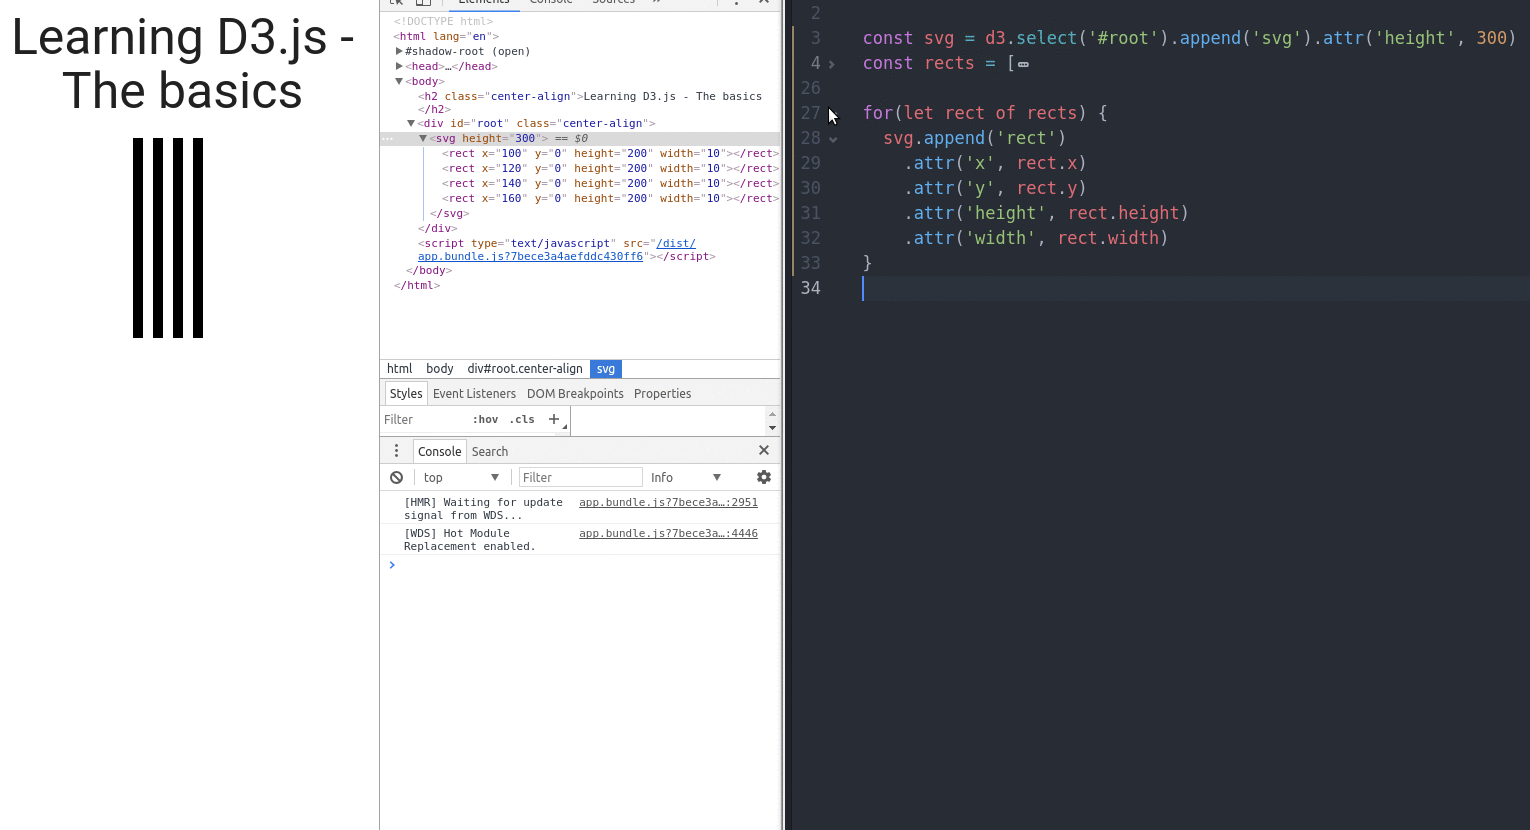 Learning D3.js -
The basics
Elements Console Sources »
<!DOCTYPE html>
<html lang="en">
#shadow-root (open)
<head>…</head>
<body>
<h2 class="center-align">Learning D3.js - The basics
</h2>
<div id="root" class="center-align">
<svg height="300"> == $0
<rect x="100" y="0" height="200" width="10"></rect>
<rect x="120" y="0" height="200" width="10"></rect>
<rect x="140" y="0" height="200" width="10"></rect>
<rect x="160" y="0" height="200" width="10"></rect>
</svg>
</div>
<script type="text/javascript" src="/dist/
app.bundle.js?7bece3a4aefddc430ff6"></script>
</body>
</html>
html body div#root.center-align svg
Styles Event Listeners DOM Breakpoints Properties
Filter :hov .cls +
Console Search
top Filter Info
[HMR] Waiting for update app.bundle.js?7bece3a…:2951
signal from WDS...
[WDS] Hot Module app.bundle.js?7bece3a…:4446
Replacement enabled.
2
3 const svg = d3.select('#root').append('svg').attr('height', 300)
4 const rects = [
26
27 for(let rect of rects) {
28 svg.append('rect')
29 .attr('x', rect.x)
30 .attr('y', rect.y)
31 .attr('height', rect.height)
32 .attr('width', rect.width)
33 }
34